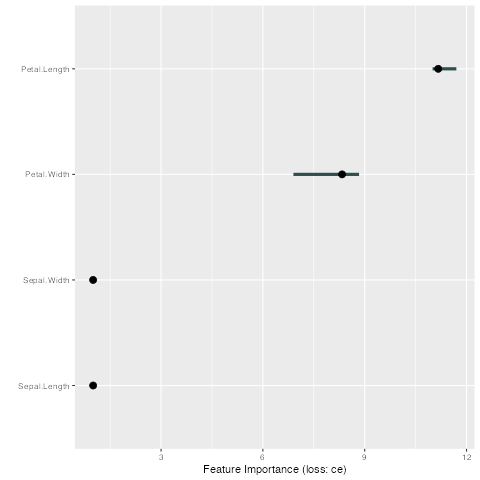 Petal.Length
Petal.Width
Sepal.Width
Sepal.Length
3 6 9 12
Feature Importance (loss: ce)